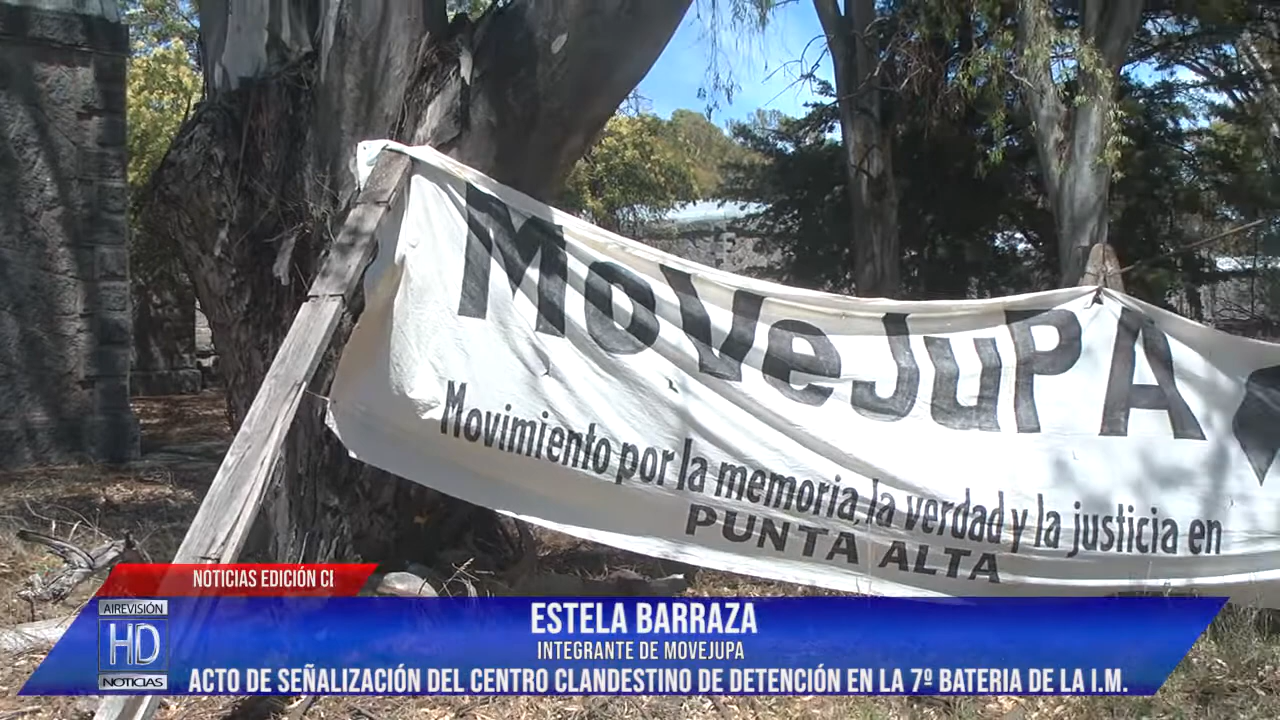 MoVeJuPA
Movimiento por la memoria, la verdad y la justicia en
PUNTA ALTA
NOTICIAS EDICIÓN CE
AIREVISIÓN
HD
NOTICIAS
ESTELA BARRAZA
INTEGRANTE DE MOVEJUPA
ACTO DE SEÑALIZACIÓN DEL CENTRO CLANDESTINO DE DETENCIÓN EN LA 7º BATERIA DE LA I.M.